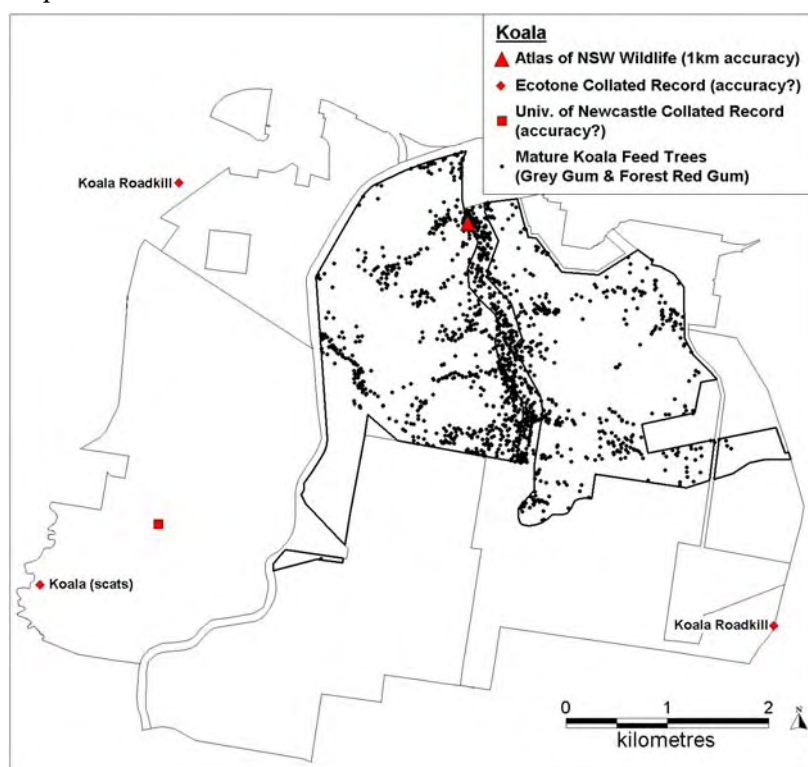 Koala
Atlas of NSW Wildlife (1km accuracy)
Ecotone Collated Record (accuracy?)
Univ. of Newcastle Collated Record
(accuracy?)
Mature Koala Feed Trees
(Grey Gum & Forest Red Gum)
Koala Roadkill
Koala (scats)
Koala Roadkill
0 1 2
kilometres
N